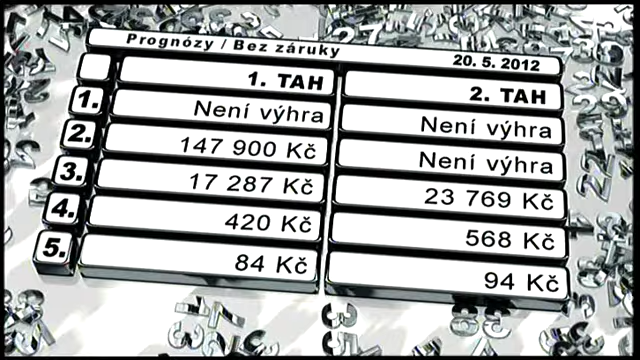 Prognózy / Bez záruky 20. 5. 2012
1. TAH 2. TAH
1. Není výhra Není výhra
2. 147 900 Kč Není výhra
3. 17 287 Kč 23 769 Kč
4. 420 Kč 568 Kč
5. 84 Kč 94 Kč